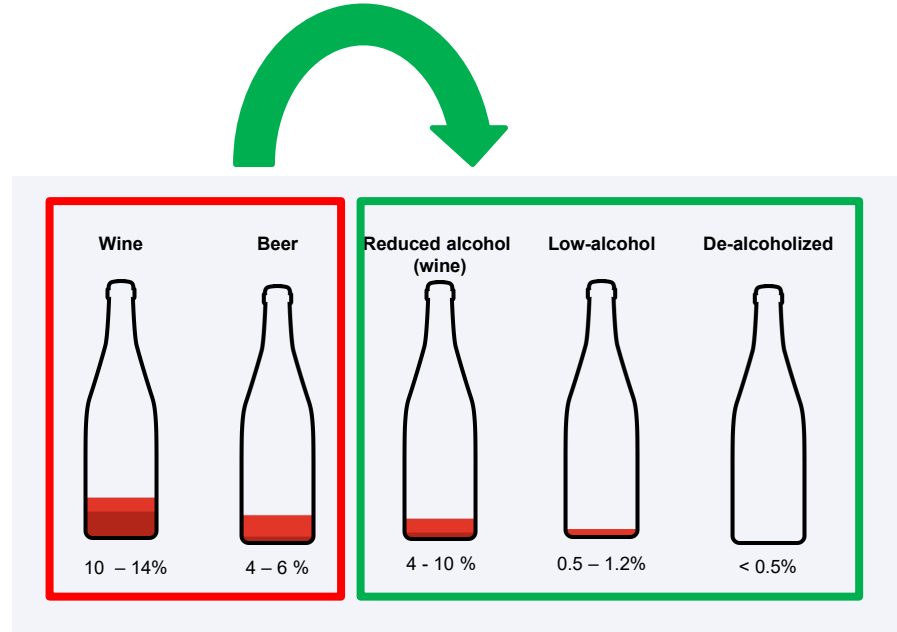 Wine
Beer
Reduced alcohol
(wine)
Low-alcohol
De-alcoholized
10 – 14%
4 – 6 %
4 - 10 %
0.5 – 1.2%
< 0.5%